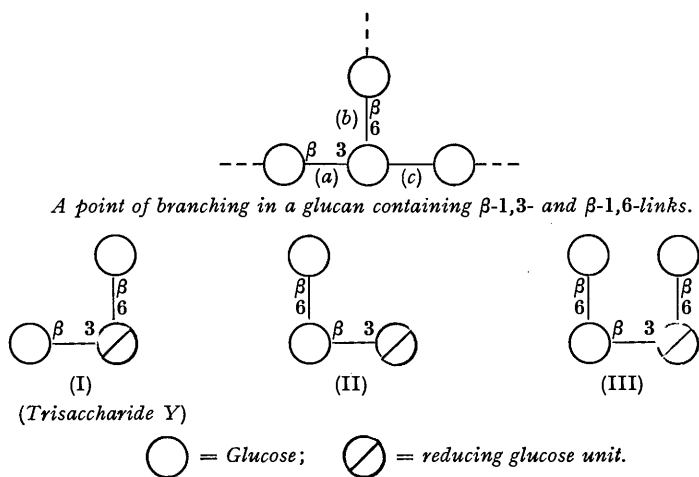 β
(b) 6
β 3
(a) (c)
A point of branching in a glucan containing β-1,3- and β-1,6-links.
β β β β
6 6 6 6
β 3 β 3 β 3
(I) (II) (III)
(Trisaccharide Y)
= Glucose; = reducing glucose unit.